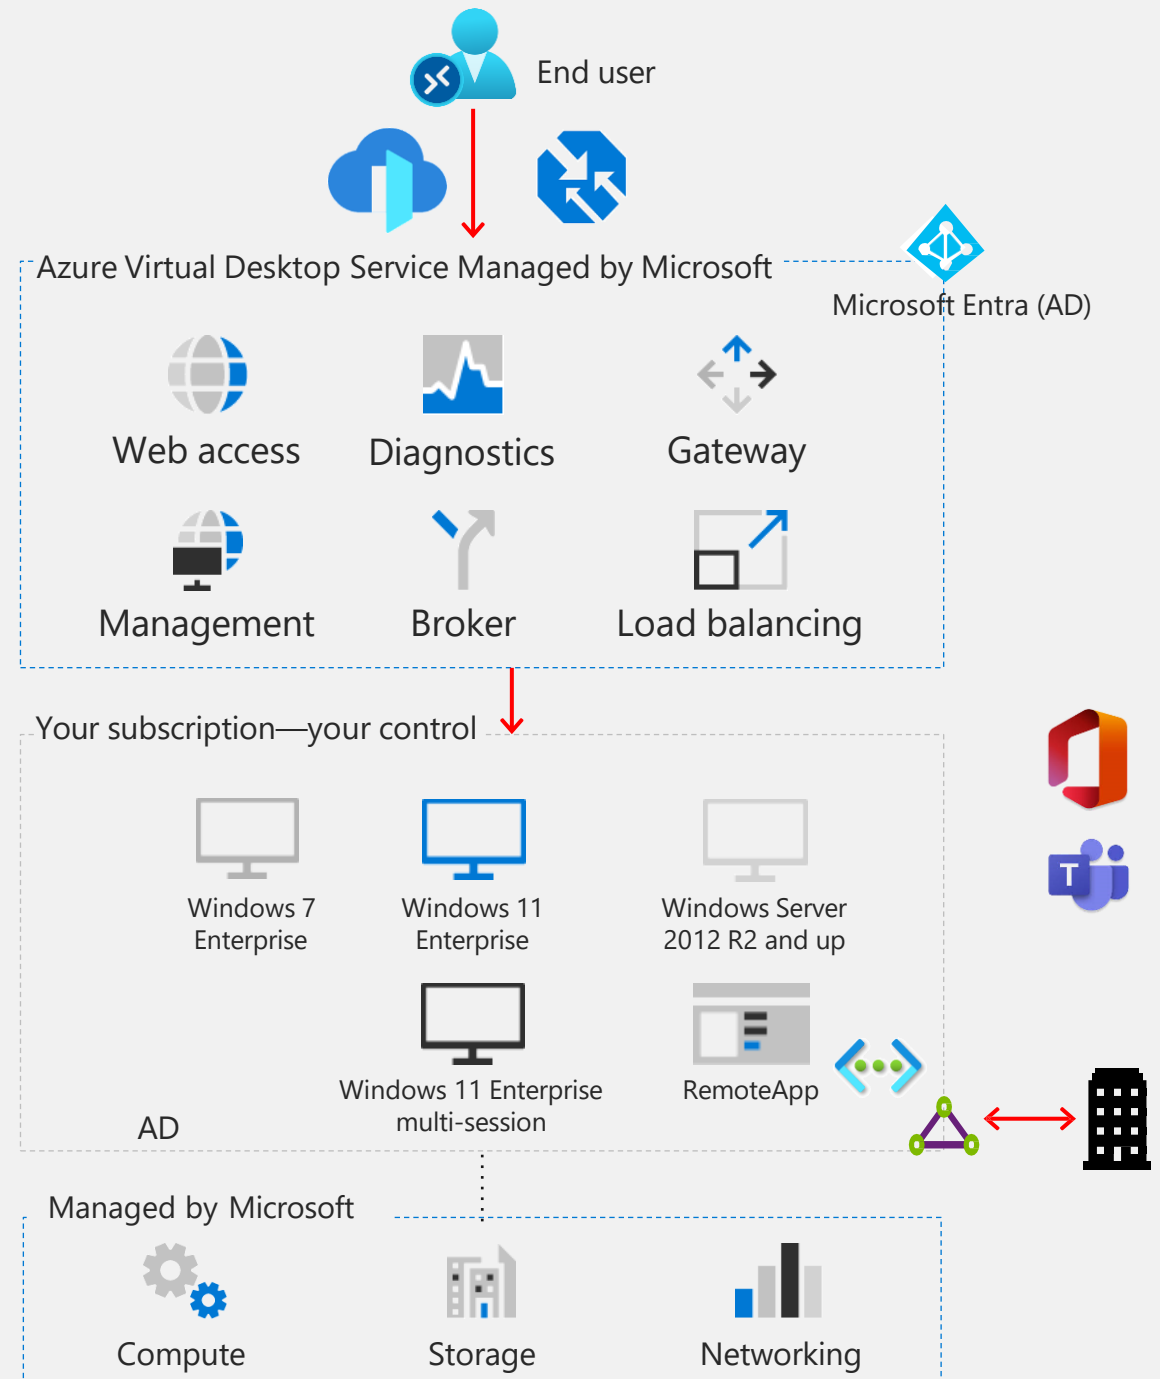 End user
Azure Virtual Desktop Service Managed by Microsoft
Microsoft Entra (AD)
Web access
Diagnostics
Gateway
Management
Broker
Load balancing
Your subscription—your control
Windows 7
Enterprise
Windows 11
Enterprise
Windows Server
2012 R2 and up
T
Windows 11 Enterprise
multi-session
RemoteApp
AD
Managed by Microsoft
Compute
Storage
Networking